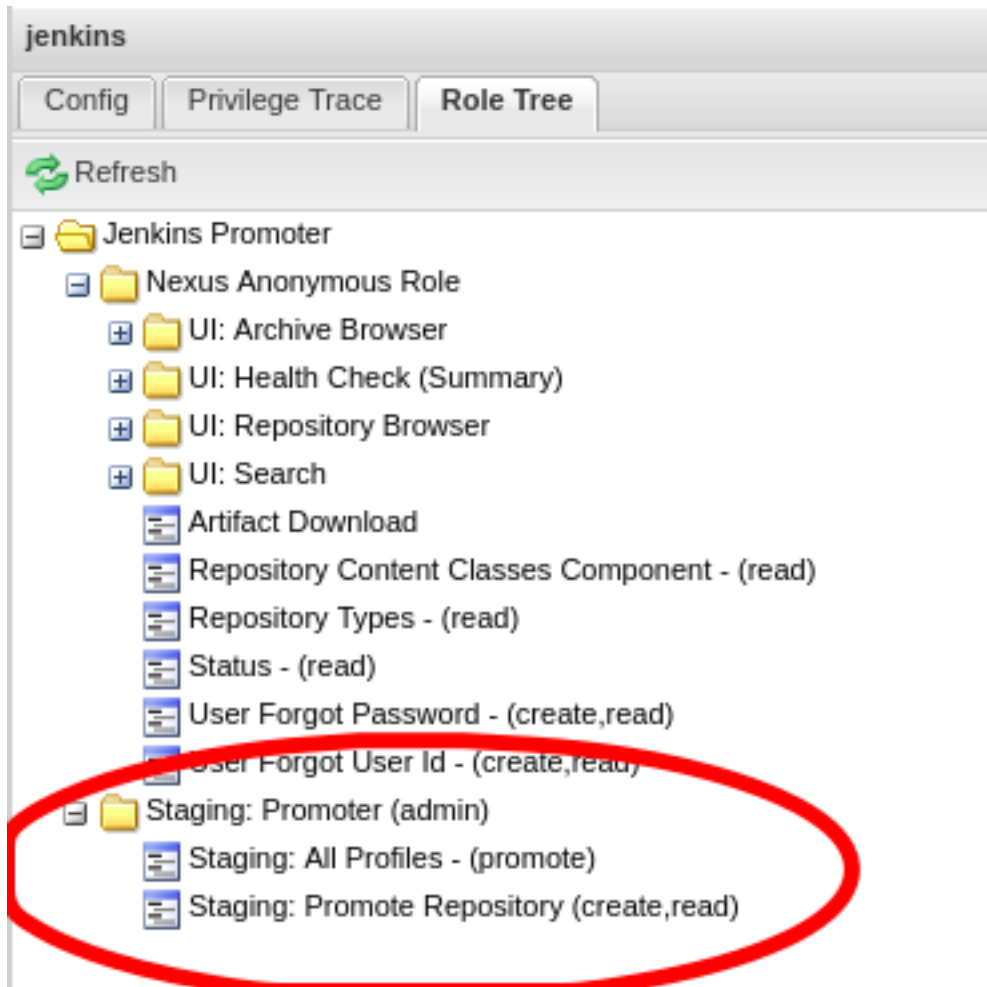 jenkins
Config Privilege Trace Role Tree
Refresh
Jenkins Promoter
Nexus Anonymous Role
UI: Archive Browser
UI: Health Check (Summary)
UI: Repository Browser
UI: Search
Artifact Download
Repository Content Classes Component - (read)
Repository Types - (read)
Status - (read)
User Forgot Password - (create,read)
User Forgot User Id - (create,read)
Staging: Promoter (admin)
Staging: All Profiles - (promote)
Staging: Promote Repository (create,read)